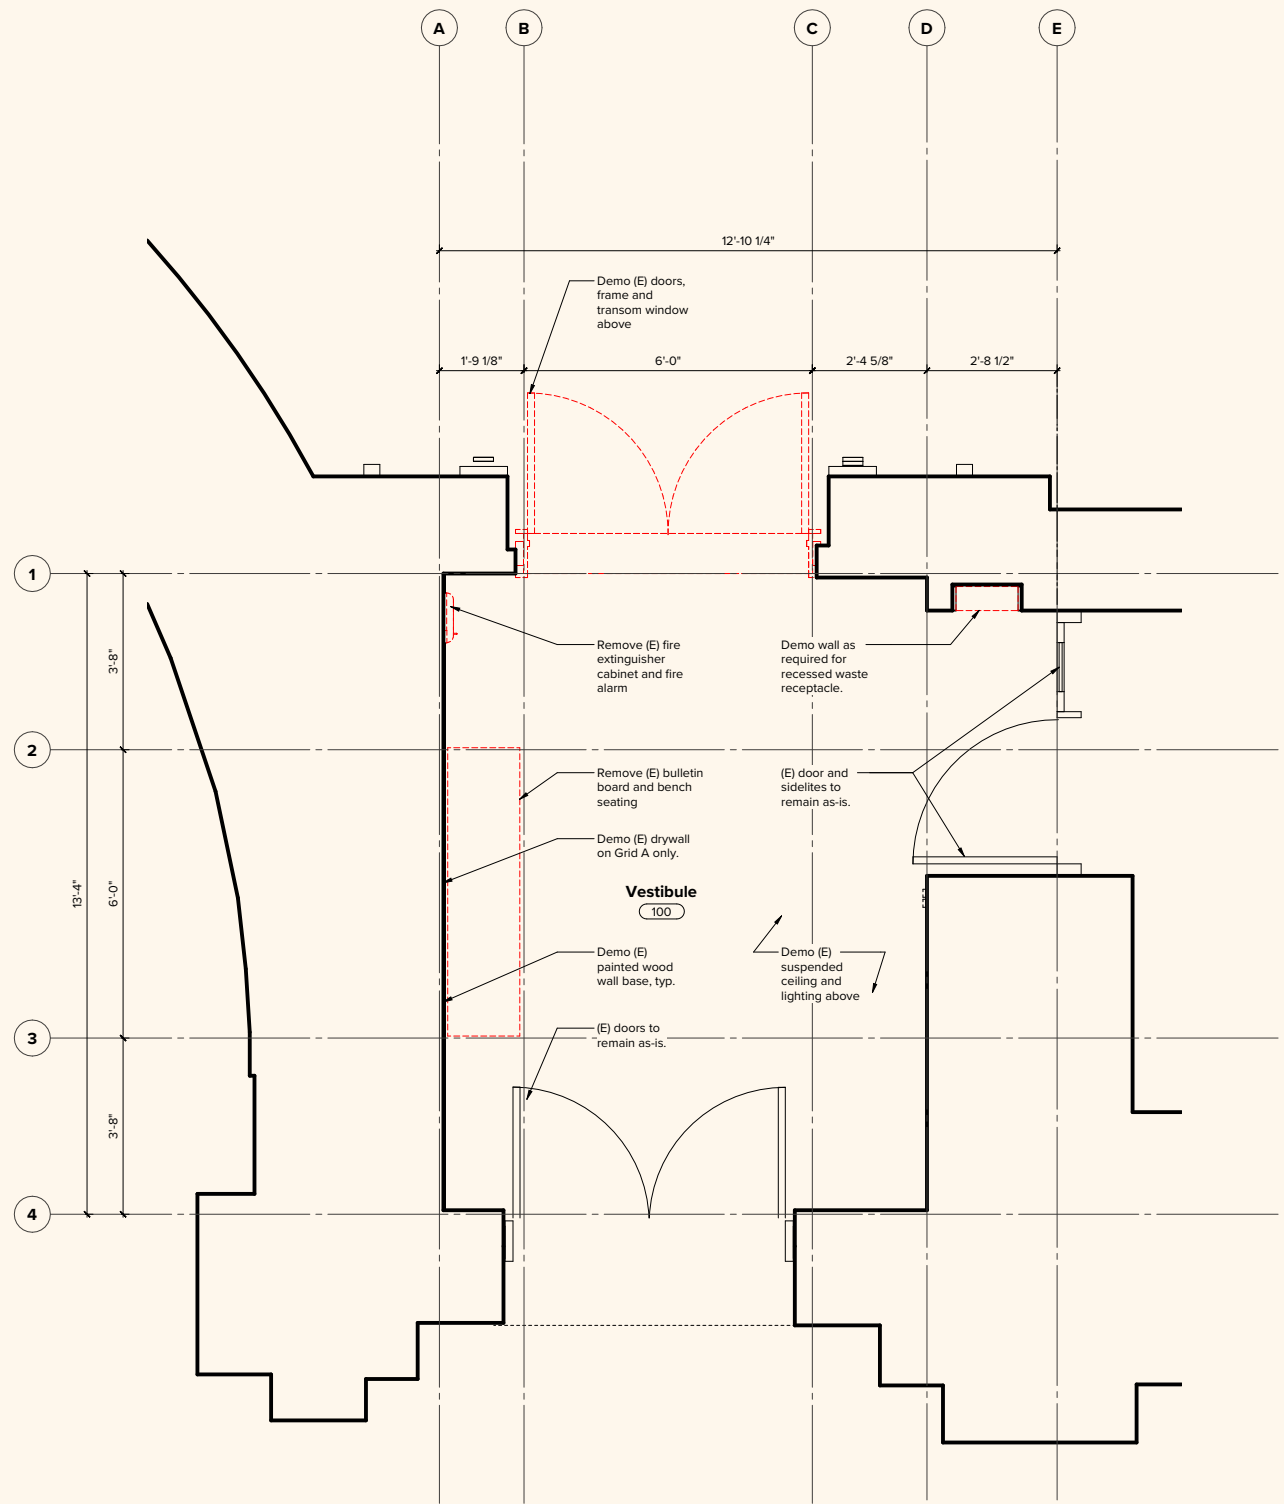 A B C D E
12'-10 1/4"
Demo (E) doors,
frame and
transom window
above
1'-9 1/8" 6'-0" 2'-4 5/8" 2'-8 1/2"
1
3'-8"
Remove (E) fire
extinguisher
cabinet and fire
alarm
Demo wall as
required for
recessed waste
receptacle.
2
Remove (E) bulletin
board and bench
seating
(E) door and
sidelites to
remain as-is.
Demo (E) drywall
on Grid A only.
13'-4"
6'-0"
Vestibule
100
Demo (E)
painted wood
wall base, typ.
Demo (E)
suspended
ceiling and
lighting above
3
(E) doors to
remain as-is.
3'-8"
4